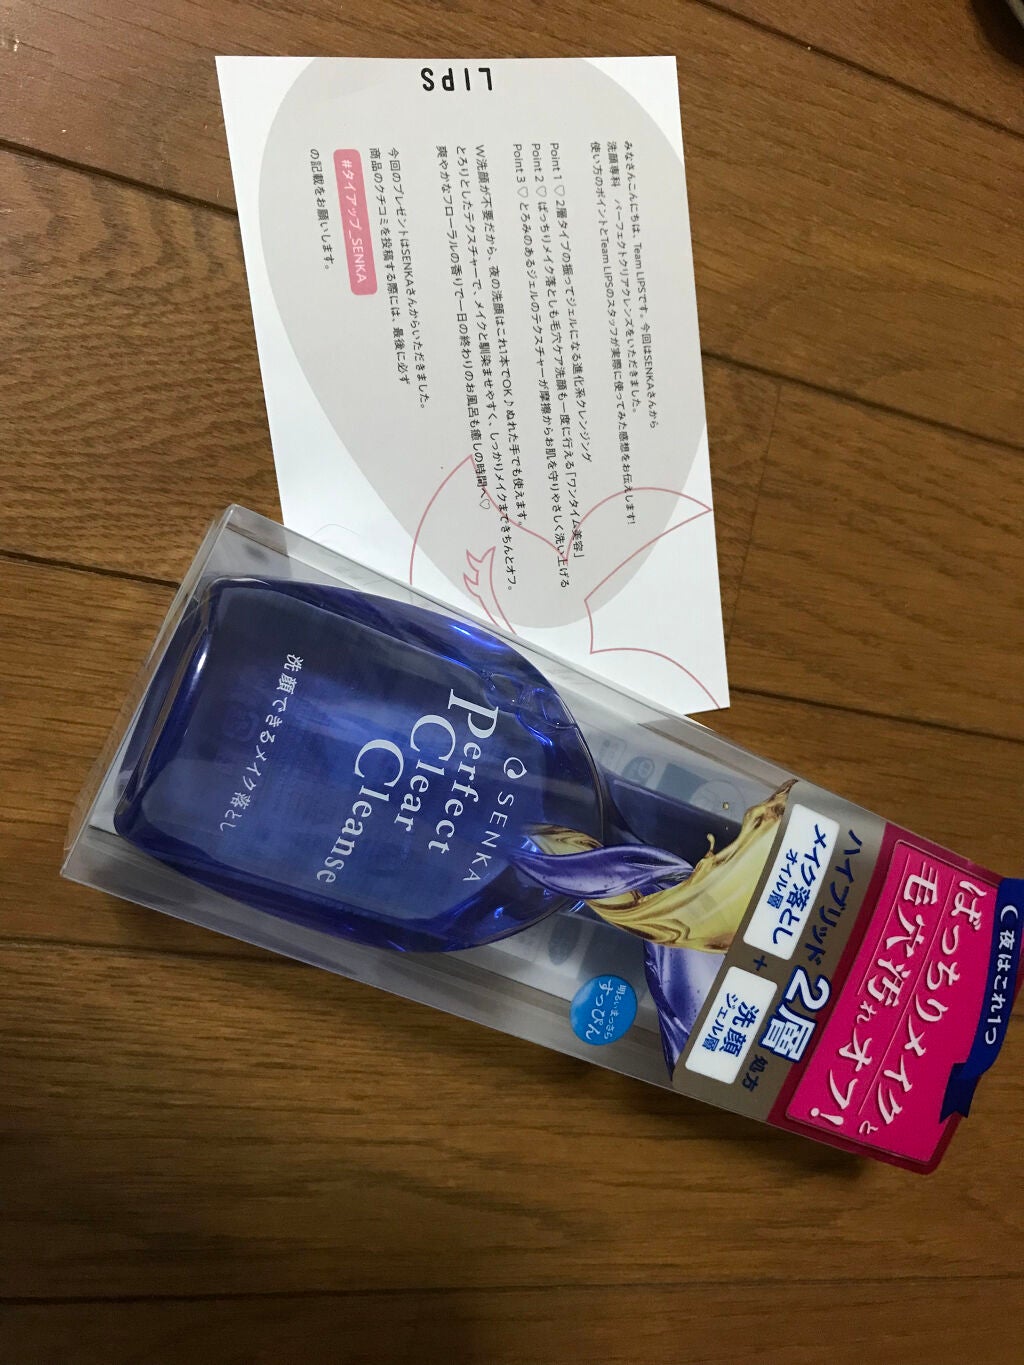 LIPS
みなさんこんにちは、Team LIPSです。今回はSENKAさんから
洗顔専科　パーフェクトクリアクレンズをいただきました。
使い方のポイントとTeam LIPSのスタッフが実際に使ってみた感想をお伝えします!
Point 1 ♡ 2層タイプの振ってジェルになる進化系クレンジング
Point 2 ♡ ばっちりメイク落としも毛穴ケア洗顔も一度に行える「ワンタイム美容」
Point 3 ♡ とろみのあるジェルのテクスチャーが摩擦からお肌を守りやさしく洗い上げる
W洗顔が不要だから、夜の洗顔はこれ1本でOK♪ぬれた手でも使えます。
とろりとしたテクスチャーで、メイクと馴染ませやすく、しっかりメイクまできちんとオフ。
爽やかなフローラルの香りで一日の終わりのお風呂も癒しの時間へ♡
今回のプレゼントはSENKAさんからいただきました。
商品のクチコミを投稿する際には、最後に必ず
#タイアップ_SENKA
の記載をお願いします。
SENKA
Perfect
Clear
Cleanse
洗顔できるメイク落とし
夜はこれ1つ
ばっちりメイクと
毛穴汚れオフ!
ハイブリッド2層処方
メイク落とし
オイル層
+
洗顔
ジェル層
明るいまっさら
すっぴん